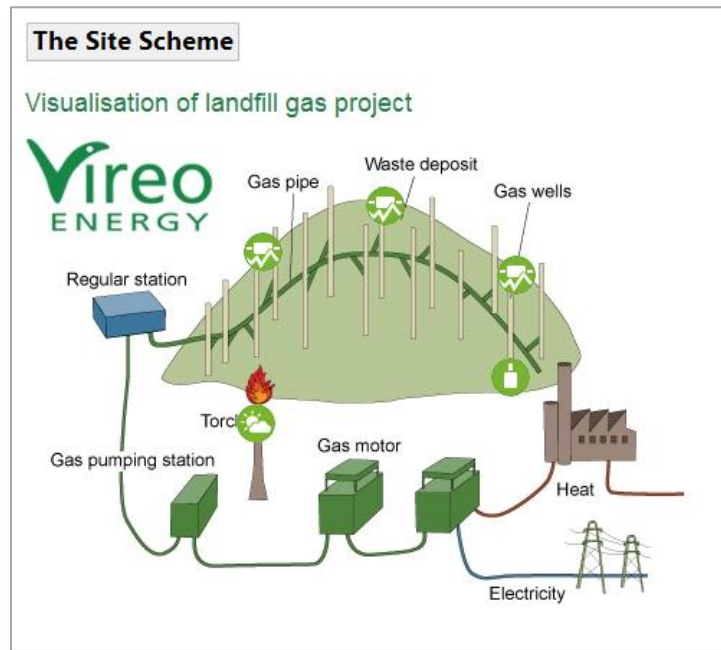 The Site Scheme
Visualisation of landfill gas project
Vireo
ENERGY
Waste deposit
Gas pipe
Gas wells
Regular station
Torc
Gas pumping station
Gas motor
Heat
Electricity